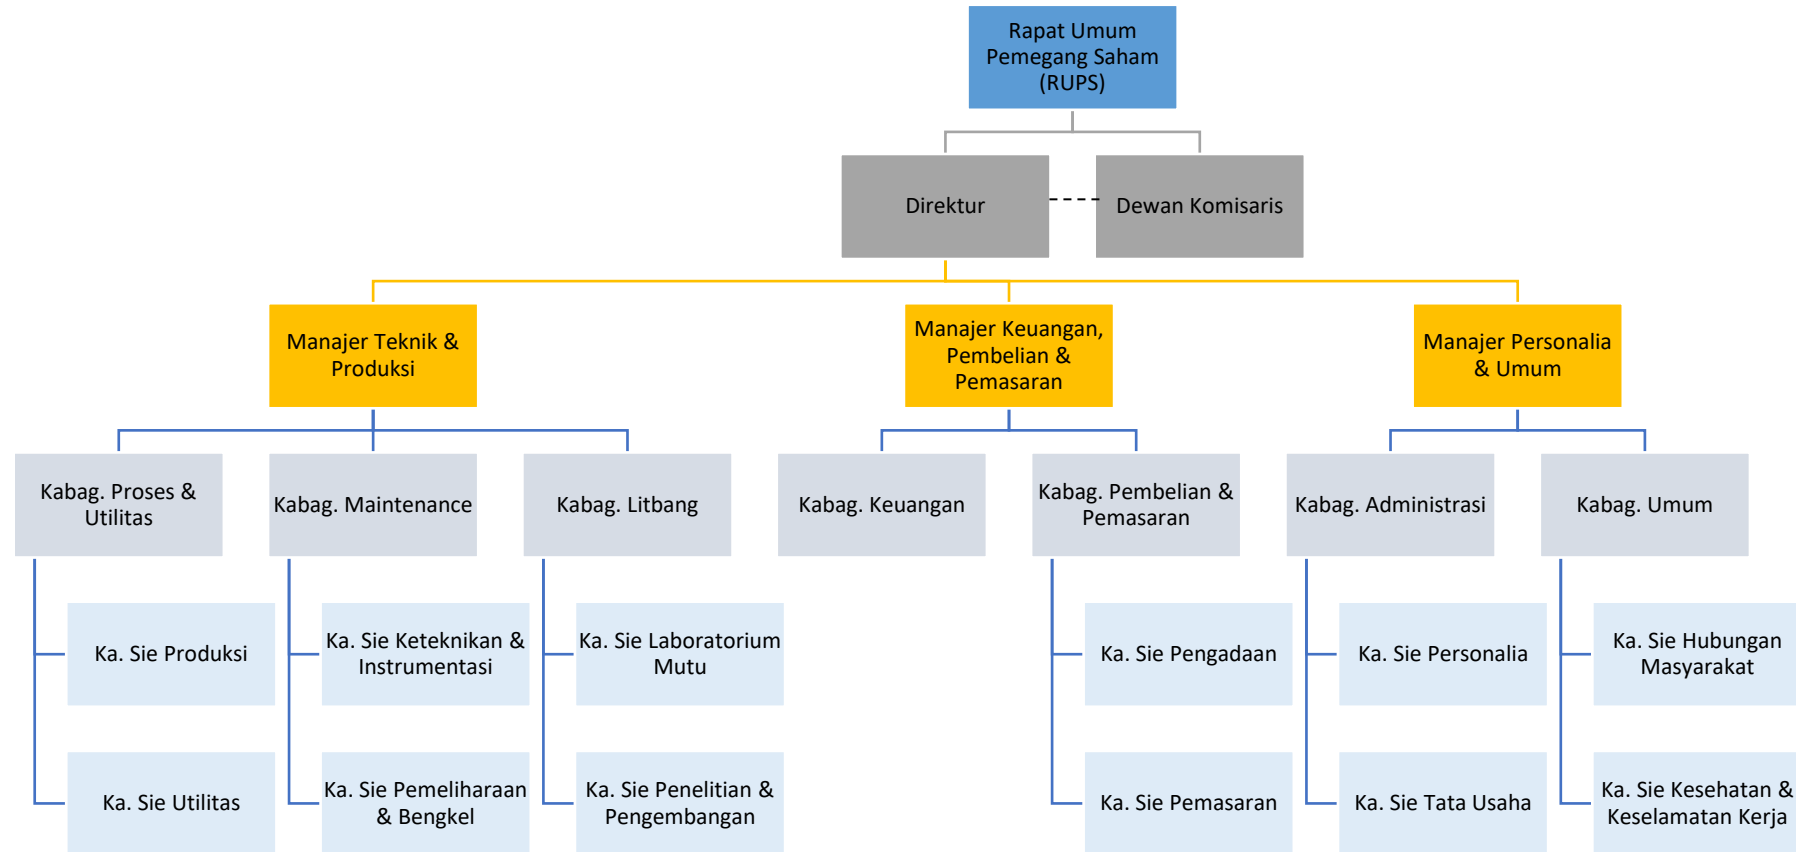 Rapat Umum
Pemegang Saham
(RUPS)
Direktur
Dewan Komisaris
Manajer Teknik &
Produksi
Manajer Keuangan,
Pembelian &
Pemasaran
Manajer Personalia
& Umum
Kabag. Proses &
Utilitas
Kabag. Maintenance
Kabag. Litbang
Kabag. Keuangan
Kabag. Pembelian &
Pemasaran
Kabag. Administrasi
Kabag. Umum
Ka. Sie Produksi
Ka. Sie Keteknikan &
Instrumentasi
Ka. Sie Laboratorium
Mutu
Ka. Sie Pengadaan
Ka. Sie Personalia
Ka. Sie Hubungan
Masyarakat
Ka. Sie Utilitas
Ka. Sie Pemeliharaan
& Bengkel
Ka. Sie Penelitian &
Pengembangan
Ka. Sie Pemasaran
Ka. Sie Tata Usaha
Ka. Sie Kesehatan &
Keselamatan Kerja